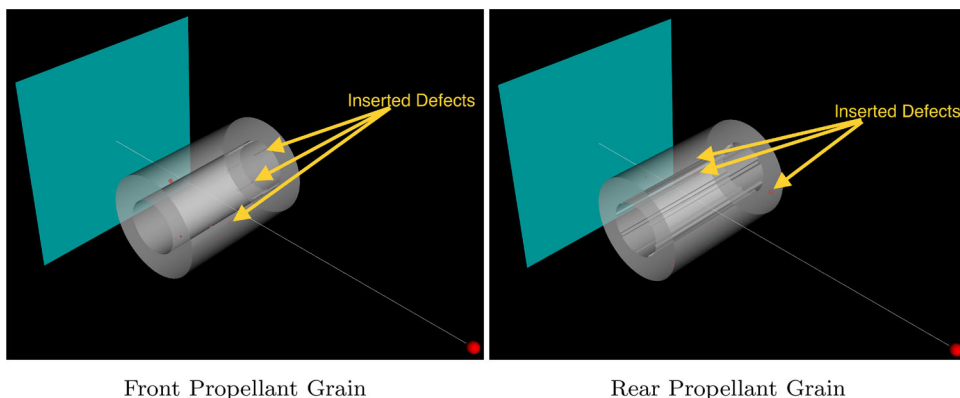 Inserted Defects
Inserted Defects
Front Propellant Grain
Rear Propellant Grain